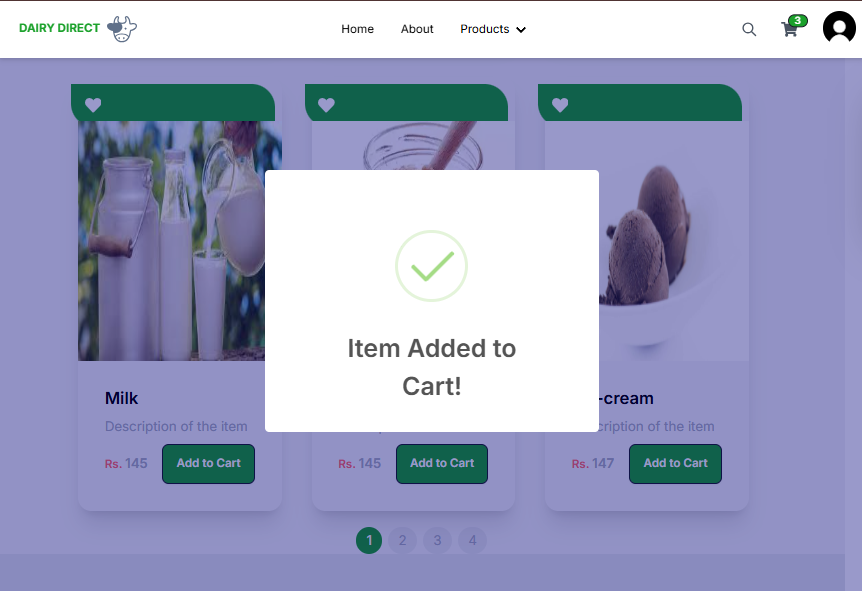 DAIRY DIRECT
Home About Products
3
Item Added to
Cart!
Milk
-cream
Description of the item
cription of the item
Rs. 145 Add to Cart
Rs. 145 Add to Cart
Rs. 147 Add to Cart
1 2 3 4